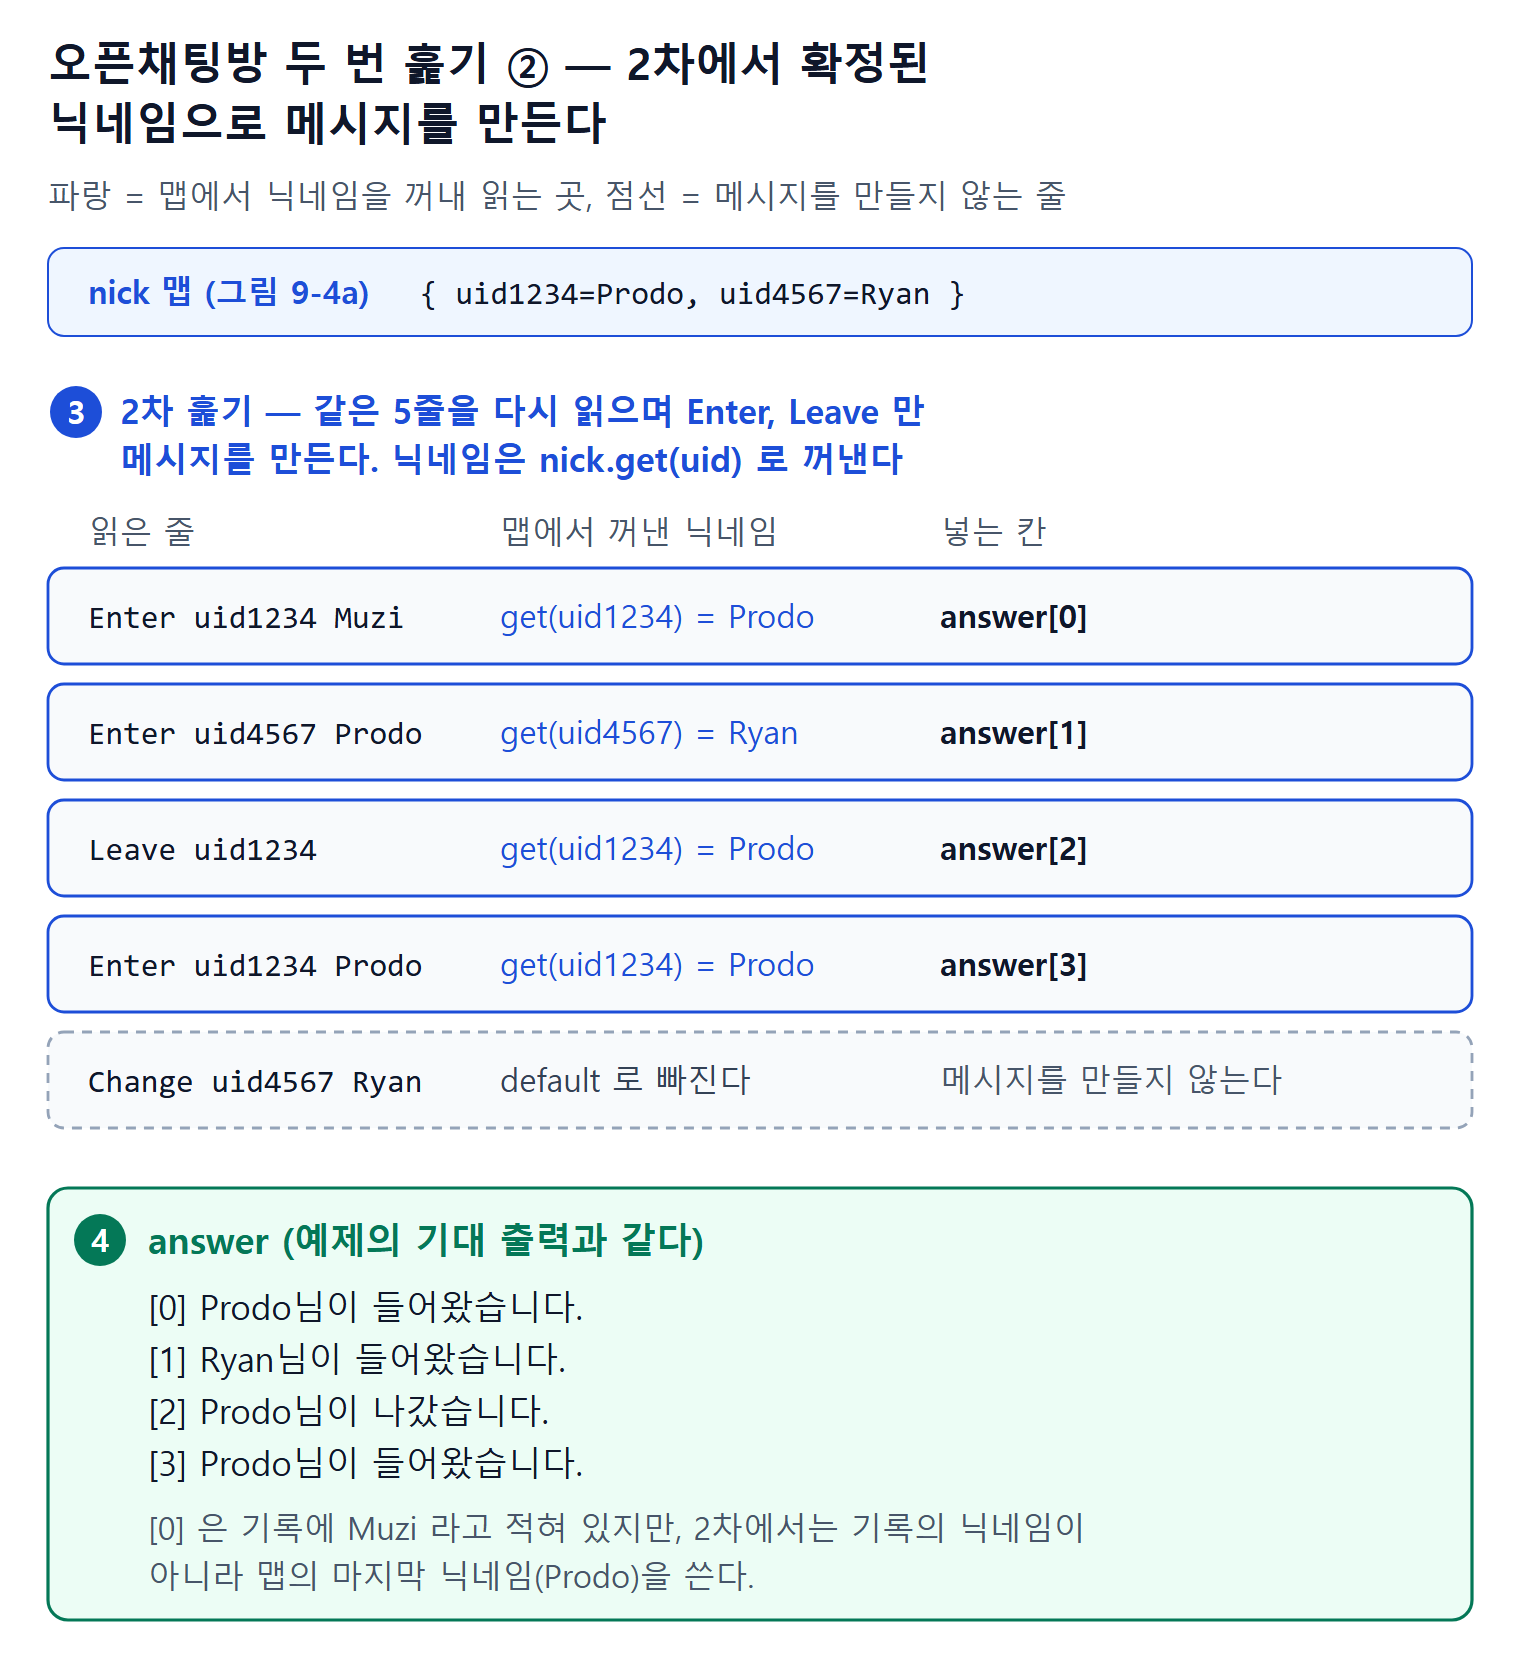 오픈채팅방 두 번 훑기 ② — 2차에서 확정된
닉네임으로 메시지를 만든다
파랑 = 맵에서 닉네임을 꺼내 읽는 곳, 점선 = 메시지를 만들지 않는 줄
nick 맵 (그림 9-4a) { uid1234=Prodo, uid4567=Ryan }
3 2차 훑기 — 같은 5줄을 다시 읽으며 Enter, Leave 만
메시지를 만든다. 닉네임은 nick.get(uid) 로 꺼낸다
읽은 줄 맵에서 꺼낸 닉네임 넣는 칸
Enter uid1234 Muzi get(uid1234) = Prodo answer[0]
Enter uid4567 Prodo get(uid4567) = Ryan answer[1]
Leave uid1234 get(uid1234) = Prodo answer[2]
Enter uid1234 Prodo get(uid1234) = Prodo answer[3]
Change uid4567 Ryan default 로 빠진다 메시지를 만들지 않는다
4 answer (예제의 기대 출력과 같다)
[0] Prodo님이 들어왔습니다.
[1] Ryan님이 들어왔습니다.
[2] Prodo님이 나갔습니다.
[3] Prodo님이 들어왔습니다.
[0] 은 기록에 Muzi 라고 적혀 있지만, 2차에서는 기록의 닉네임이
아니라 맵의 마지막 닉네임(Prodo)을 쓴다.